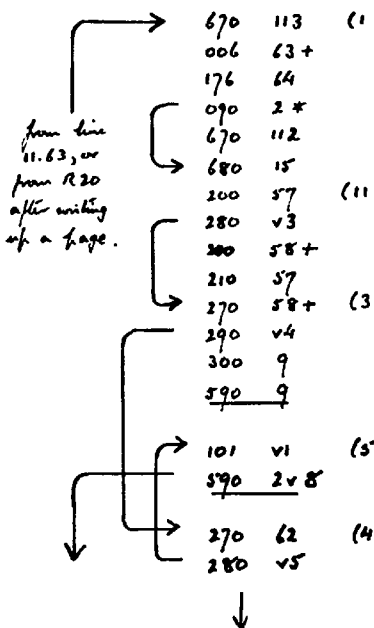 670 113 (1
006 63+
176 64
090 2*
670 112
680 15
200 57 (11
280 v3
200 58+
210 57
270 58+ (3
290 v4
300 9
590 9
101 v1 (5
590 2v8
270 62 (4
280 v5
from line
11.63, or
from R20
after writing
up a page.